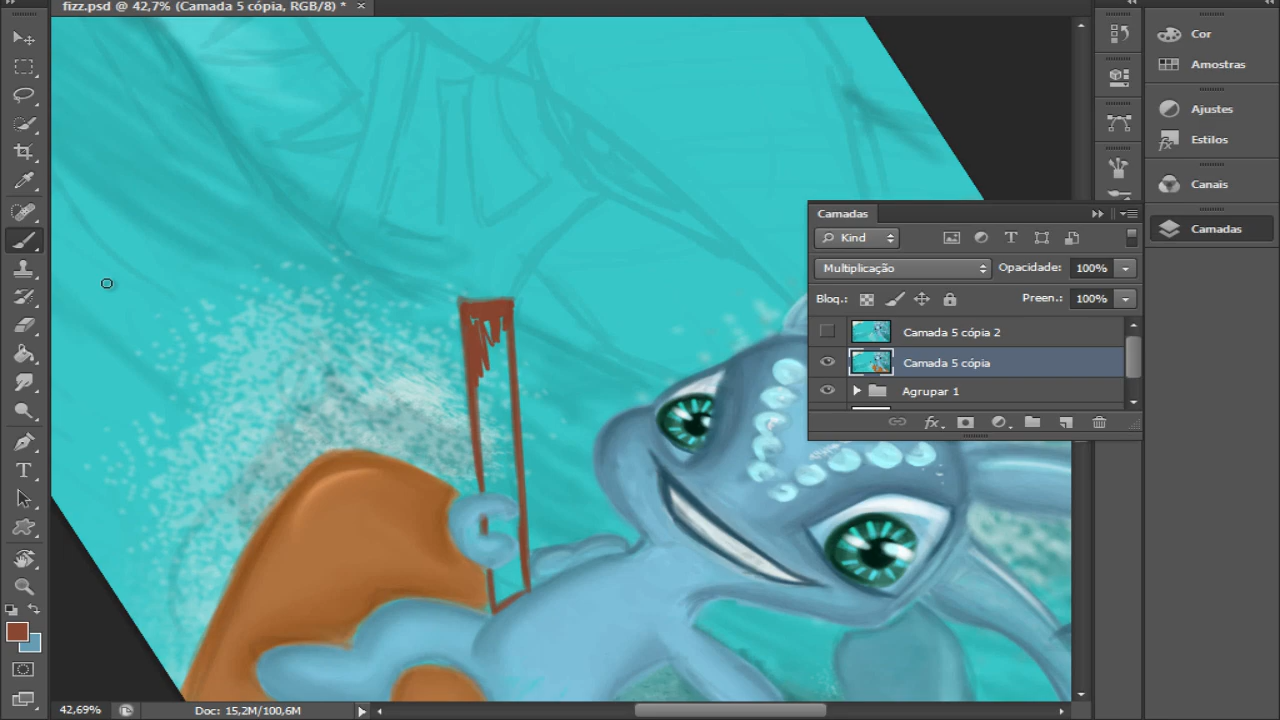 fizz.psd @ 42,7% (Camada 5 cópia, RGB/8) * ×
Cor
Amostras
Ajustes
Estilos
Canais
Camadas
Camadas
Kind
Multiplicação
Opacidade: 100%
Bloq.:
Preen.: 100%
Camada 5 cópia 2
Camada 5 cópia
Agrupar 1
fx
42,69%
Doc: 15,2M/100,6M